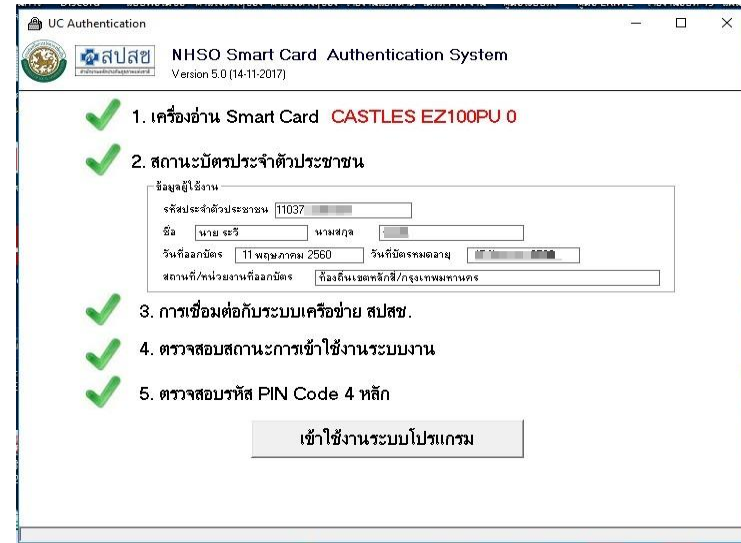 UC Authentication
สปสช NHSO Smart Card Authentication System
Version 5.0 (14-11-2017)
1. เครื่องอ่าน Smart Card CASTLES EZ100PU 0
2. สถานะบัตรประจำตัวประชาชน
ข้อมูลผู้ใช้งาน
รหัสประจำตัวประชาชน 11037
ชื่อ นาย ระวี นามสกุล
วันที่ออกบัตร 11 พฤษภาคม 2560 วันที่บัตรหมดอายุ
สถานที่/หน่วยงานที่ออกบัตร ท้องถิ่นเขตหลักสี่/กรุงเทพมหานคร
3. การเชื่อมต่อกับระบบเครือข่าย สปสช.
4. ตรวจสอบสถานะการเข้าใช้งานระบบงาน
5. ตรวจสอบรหัส PIN Code 4 หลัก
เข้าใช้งานระบบโปรแกรม